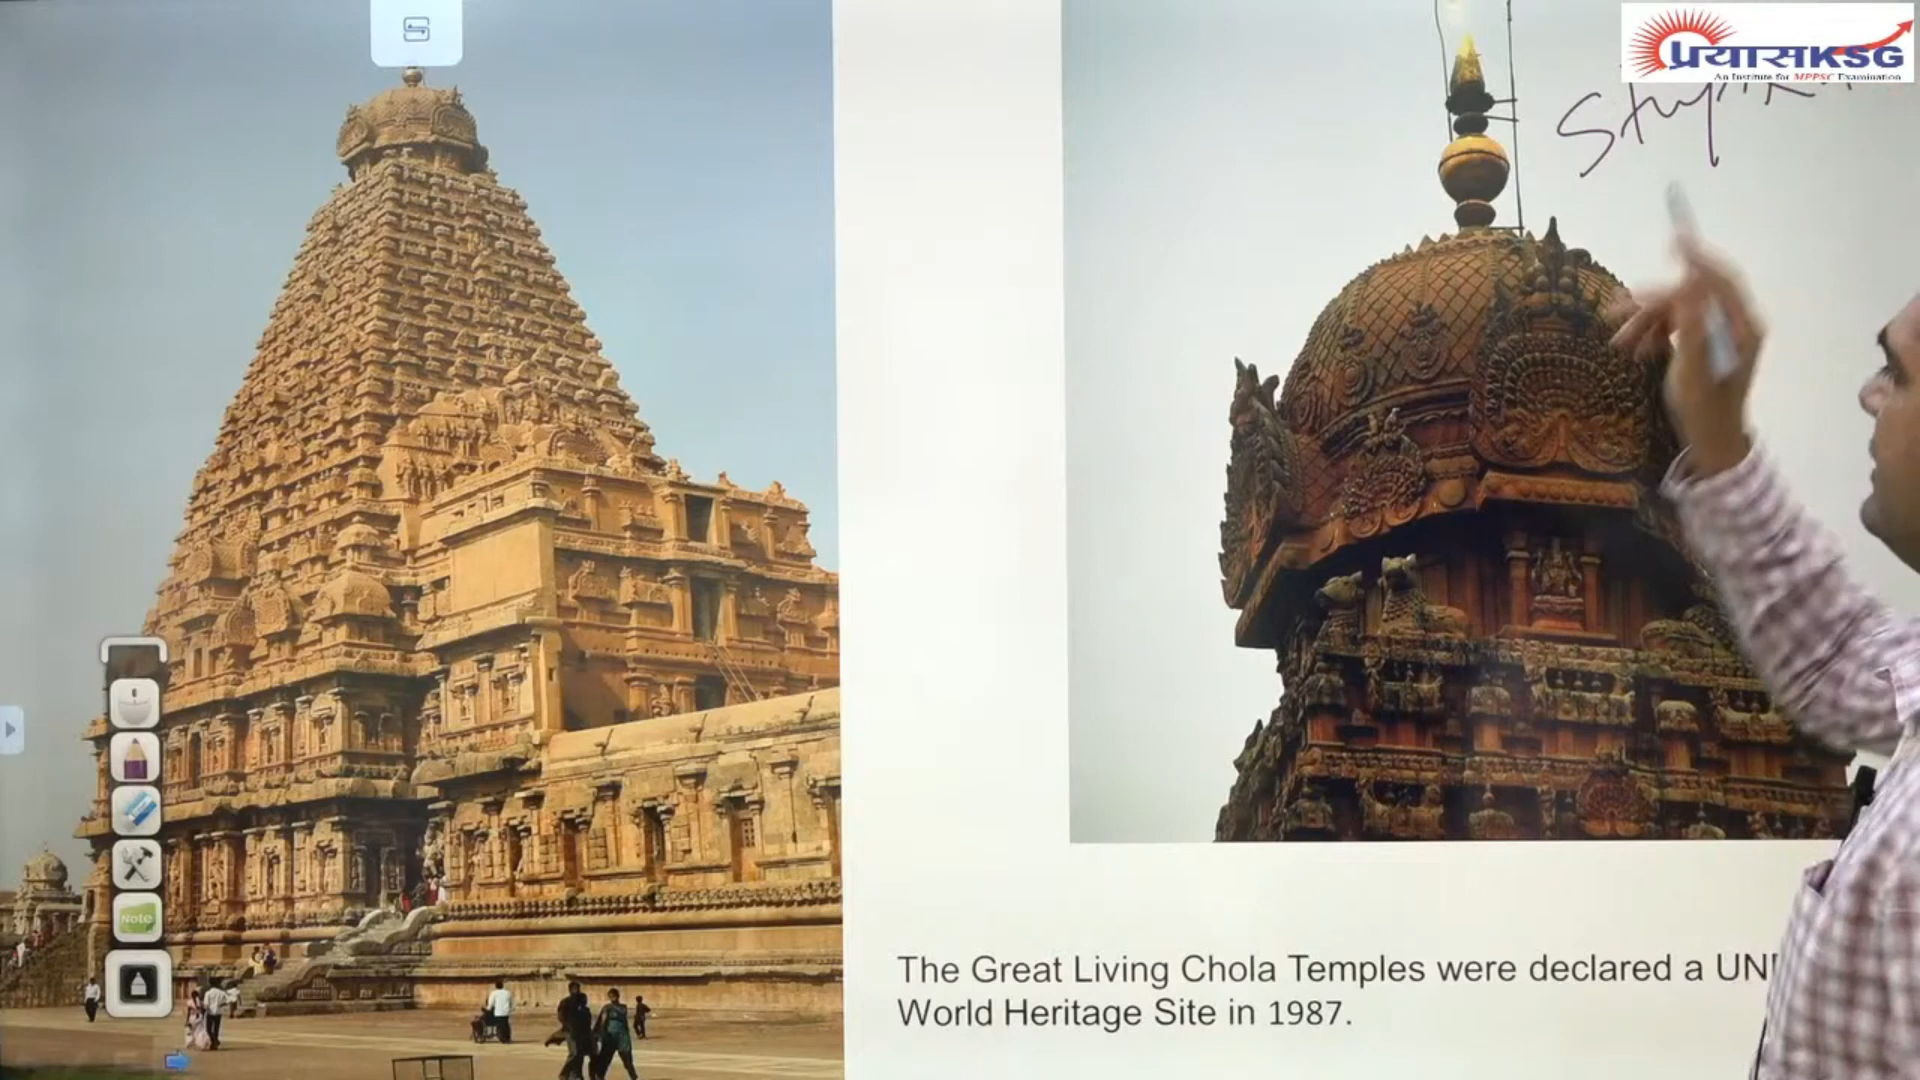 प्रयासKSG
An Institute for MPPSC Examination
Note
The Great Living Chola Temples were declared a UN
World Heritage Site in 1987.